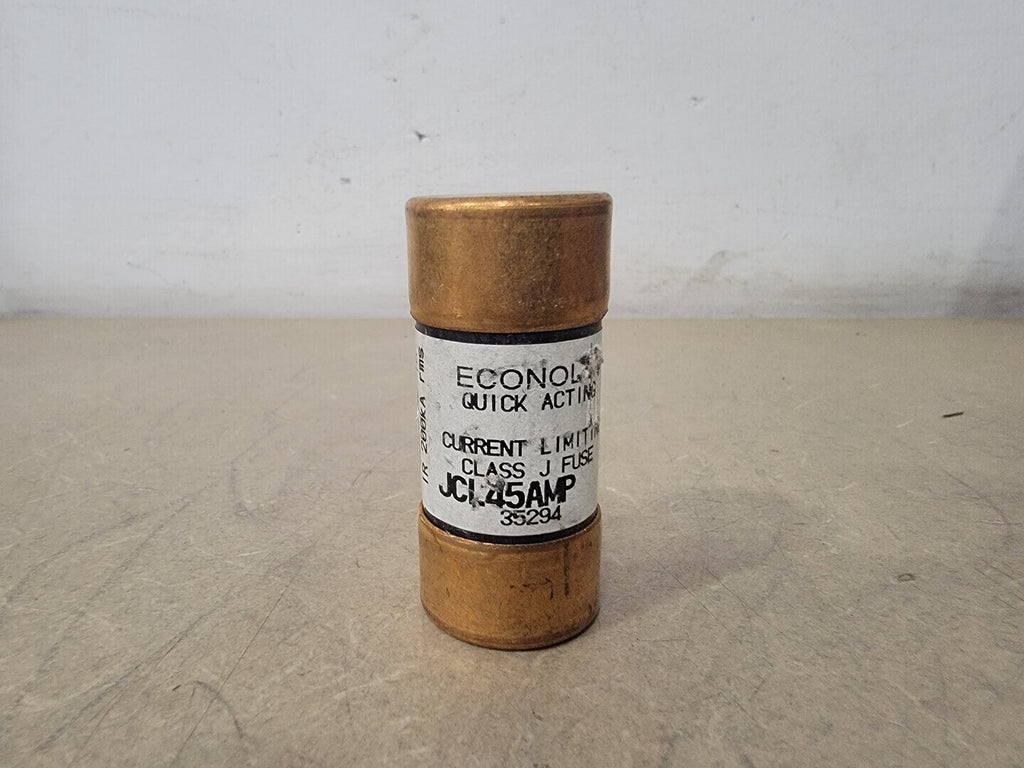 ECONOL
QUICK ACTING
CURRENT LIMITIN
CLASS J FUSE
JCL45AMP
35294
IR 200KA rms